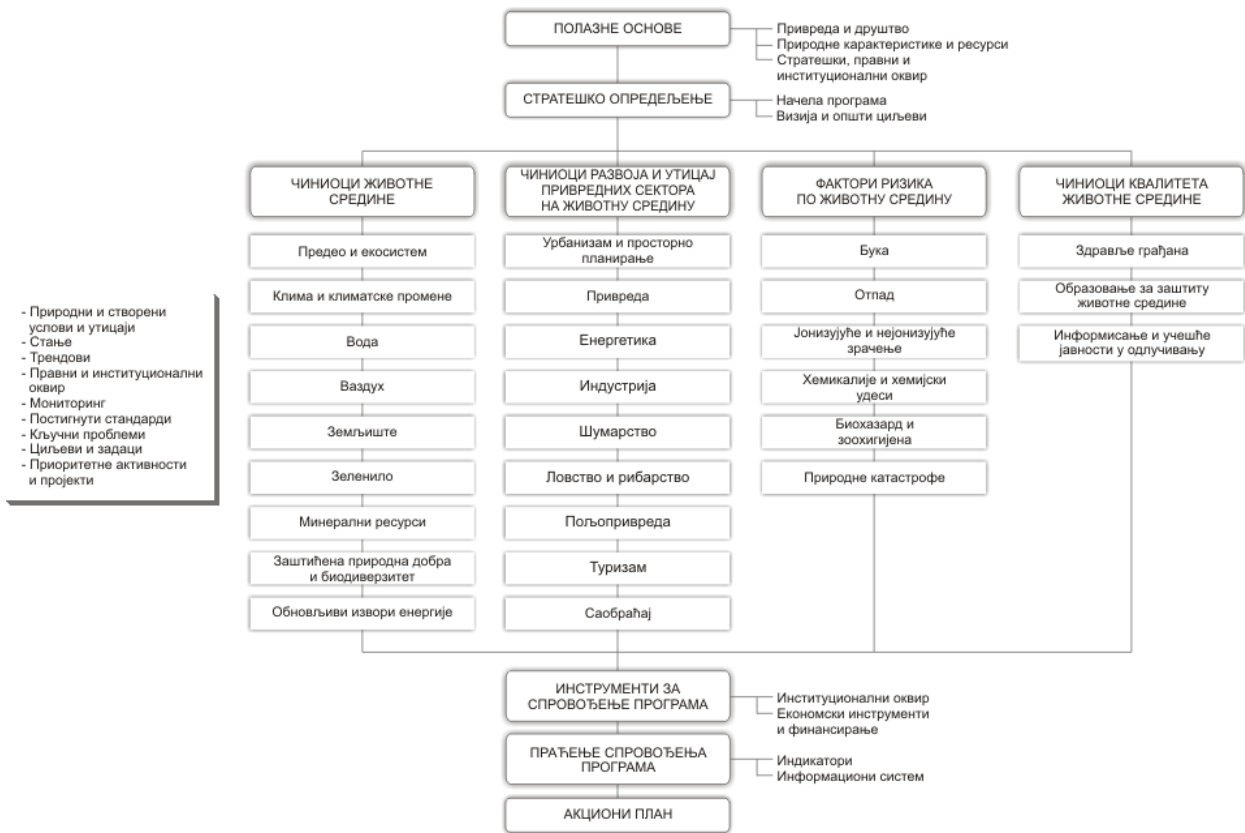 ПОЛАЗНЕ ОСНОВЕ
Привреда и друштво
Природне карактеристике и ресурси
Стратешки, правни и
институционални оквир
СТРАТЕШКО ОПРЕДЕЉЕЊЕ
Начела програма
Визија и општи циљеви
ЧИНИОЦИ ЖИВОТНЕ
СРЕДИНЕ
Предео и екосистем
Клима и климатске промене
Вода
Ваздух
Земљиште
Зеленило
Минерални ресурси
Заштићена природна добра
и биодиверзитет
Обновљиви извори енергије
ЧИНИОЦИ РАЗВОЈА И УТИЦАЈ
ПРИВРЕДНИХ СЕКТОРА
НА ЖИВОТНУ СРЕДИНУ
Урбанизам и просторно
планирање
Привреда
Енергетика
Индустрија
Шумарство
Ловство и рибарство
Пољопривреда
Туризам
Саобраћај
ФАКТОРИ РИЗИКА
ПО ЖИВОТНУ СРЕДИНУ
Бука
Отпад
Јонизујуће и нејонизујуће
зрачење
Хемикалије и хемијски
удеси
Биохазард и
зоохигијена
Природне катастрофе
ЧИНИОЦИ КВАЛИТЕТА
ЖИВОТНЕ СРЕДИНЕ
Здравље грађана
Образовање за заштиту
животне средине
Информисање и учешће
јавности у одлучивању
- Природни и створени
услови и утицаји
- Стање
- Трендови
- Правни и институционални
оквир
- Мониторинг
- Постигнути стандарди
- Кључни проблеми
- Циљеви и задаци
- Приоритетне активности
и пројекти
ИНСТРУМЕНТИ ЗА
СПРОВОЂЕЊЕ ПРОГРАМА
Институционални оквир
Економски инструменти
и финансирање
ПРАЋЕЊЕ СПРОВОЂЕЊА
ПРОГРАМА
Индикатори
Информациони систем
АКЦИОНИ ПЛАН